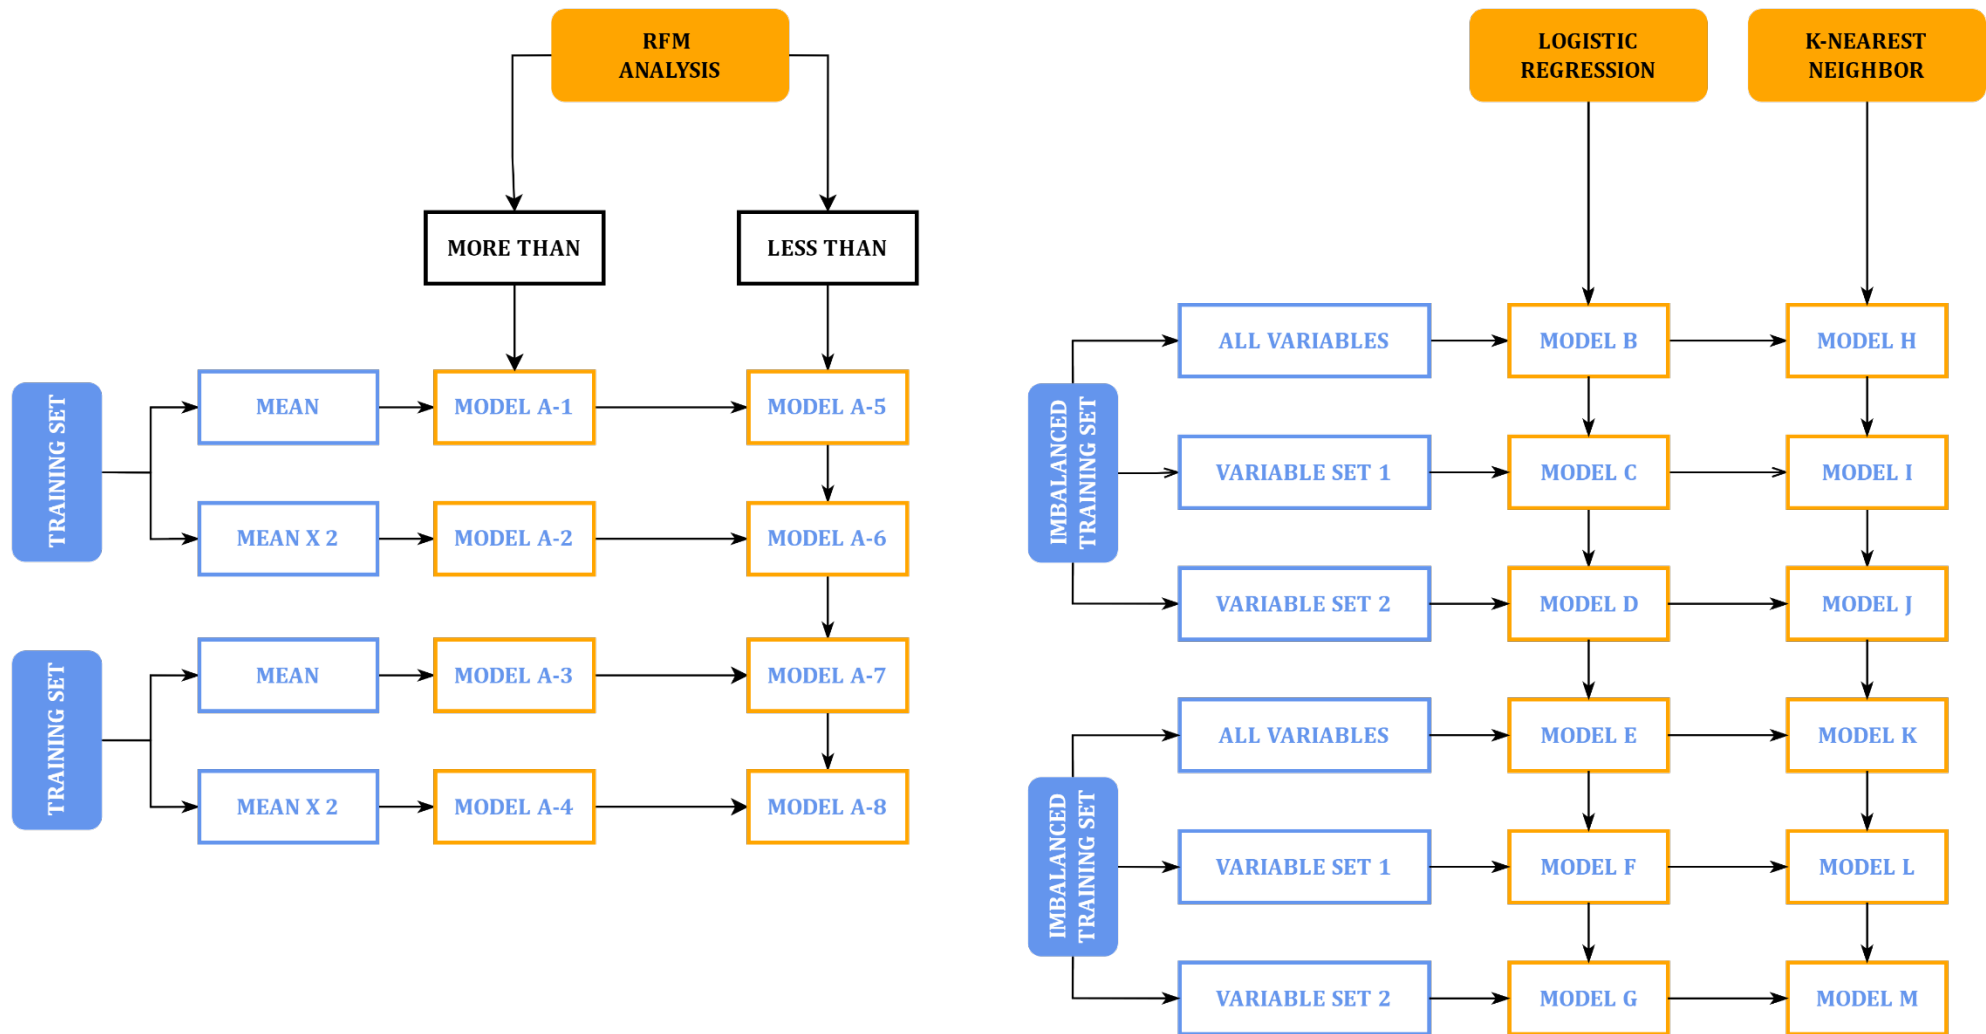 RFM
ANALYSIS
MORE THAN
LESS THAN
TRAINING SET
MEAN
MODEL A-1
MODEL A-5
MEAN X 2
MODEL A-2
MODEL A-6
TRAINING SET
MEAN
MODEL A-3
MODEL A-7
MEAN X 2
MODEL A-4
MODEL A-8
LOGISTIC
REGRESSION
K-NEAREST
NEIGHBOR
IMBALANCED
TRAINING SET
ALL VARIABLES
MODEL B
MODEL H
VARIABLE SET 1
MODEL C
MODEL I
VARIABLE SET 2
MODEL D
MODEL J
IMBALANCED
TRAINING SET
ALL VARIABLES
MODEL E
MODEL K
VARIABLE SET 1
MODEL F
MODEL L
VARIABLE SET 2
MODEL G
MODEL M